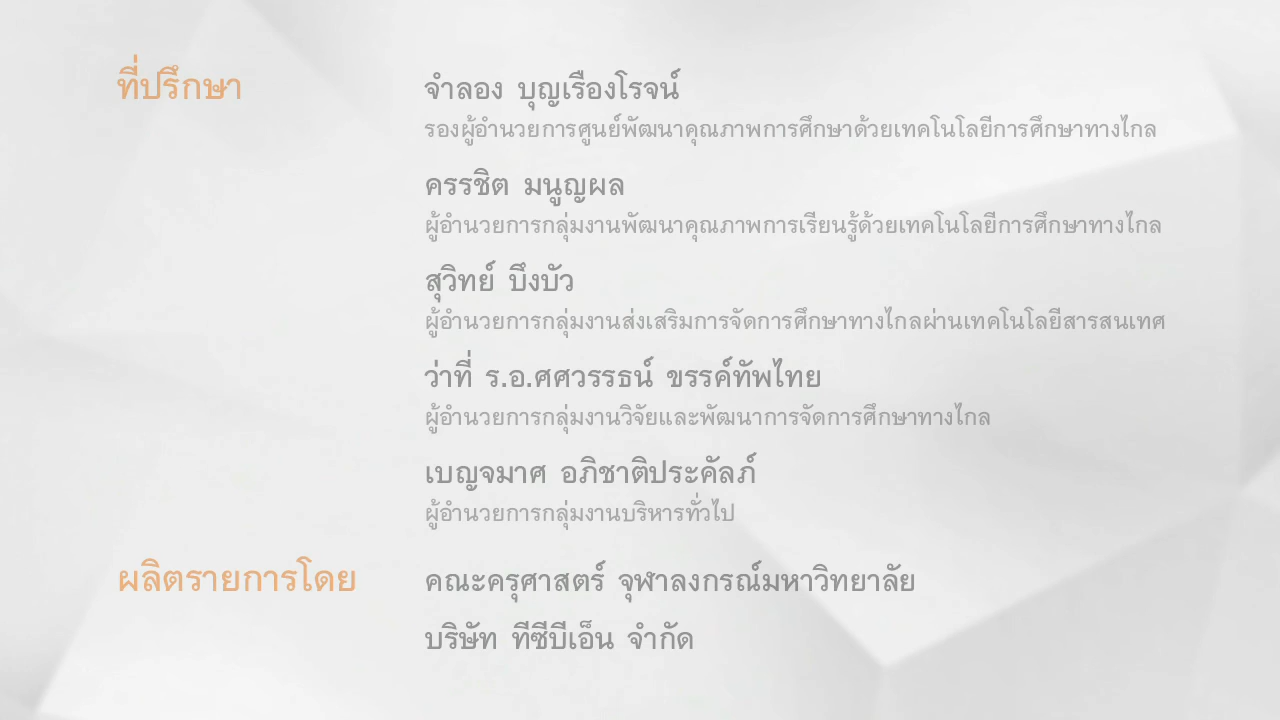 ที่ปรึกษา
จำลอง บุญเรืองโรจน์
รองผู้อำนวยการศูนย์พัฒนาคุณภาพการศึกษาด้วยเทคโนโลยีการศึกษาทางไกล
ครรชิต มนูญผล
ผู้อำนวยการกลุ่มงานพัฒนาคุณภาพการเรียนรู้ด้วยเทคโนโลยีการศึกษาทางไกล
สุวิทย์ บึงบัว
ผู้อำนวยการกลุ่มงานส่งเสริมการจัดการศึกษาทางไกลผ่านเทคโนโลยีสารสนเทศ
ว่าที่ ร.อ.ศศวรรธน์ ขรรค์ทัพไทย
ผู้อำนวยการกลุ่มงานวิจัยและพัฒนาการจัดการศึกษาทางไกล
เบญจมาศ อภิชาติประคัลภ์
ผู้อำนวยการกลุ่มงานบริหารทั่วไป
ผลิตรายการโดย
คณะครุศาสตร์ จุฬาลงกรณ์มหาวิทยาลัย
บริษัท ทีซีบีเอ็น จำกัด